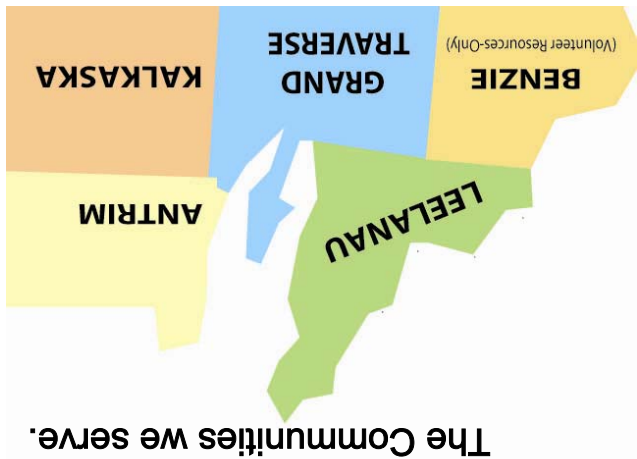 The Communities we serve.
LEELANAU
ANTRIM
BENZIE
(Volunteer-Resources-Only)
GRAND
TRAVERSE
KALKASKA